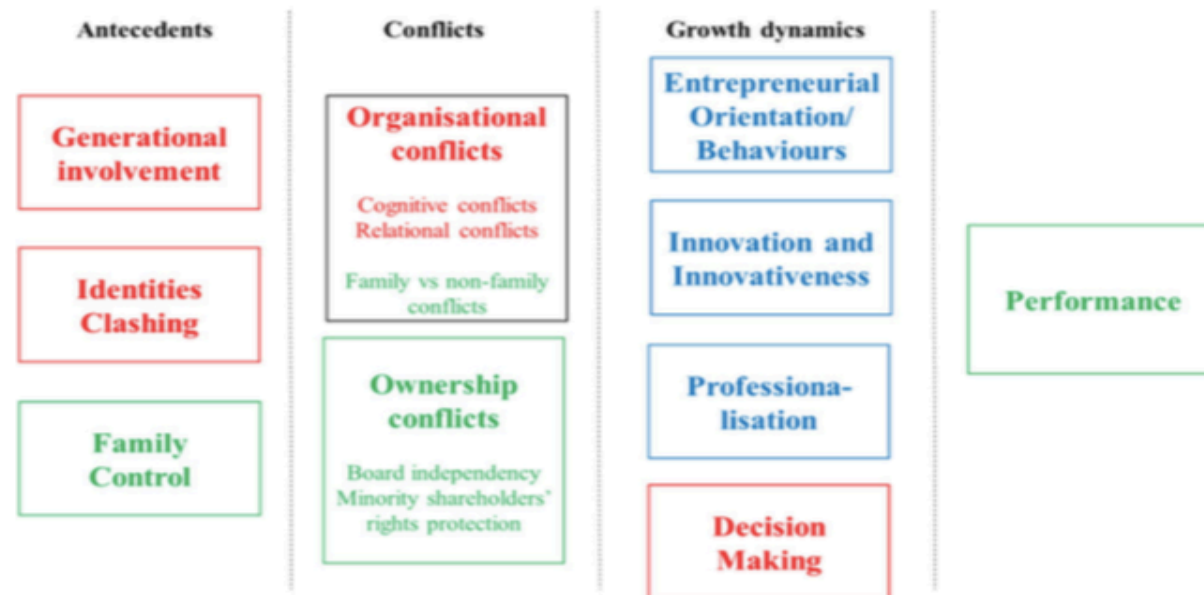 Antecedents
Generational
involvement
Identities
Clashing
Family
Control
Conflicts
Organisational
conflicts
Cognitive conflicts
Relational conflicts
Family vs non-family
conflicts
Ownership
conflicts
Board independency
Minority shareholders'
rights protection
Growth dynamics
Entrepreneurial
Orientation/
Behaviours
Innovation and
Innovativeness
Professiona-
lisation
Decision
Making
Performance